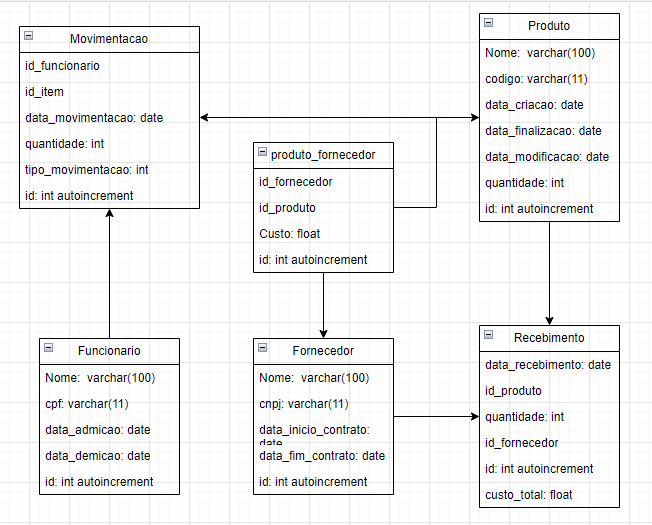 Movimentacao
id_funcionario
id_item
data_movimentacao: date
quantidade: int
tipo_movimentacao: int
id: int autoincrement
produto_fornecedor
id_fornecedor
id_produto
Custo: float
id: int autoincrement
Produto
Nome: varchar(100)
codigo: varchar(11)
data_criacao: date
data_finalizacao: date
data_modificacao: date
quantidade: int
id: int autoincrement
Funcionario
Nome: varchar(100)
cpf: varchar(11)
data_admicao: date
data_demicao: date
id: int autoincrement
Fornecedor
Nome: varchar(100)
cnpj: varchar(11)
data_inicio_contrato:
date
data_fim_contrato: date
id: int autoincrement
Recebimento
data_recebimento: date
id_produto
quantidade: int
id_fornecedor
id: int autoincrement
custo_total: float